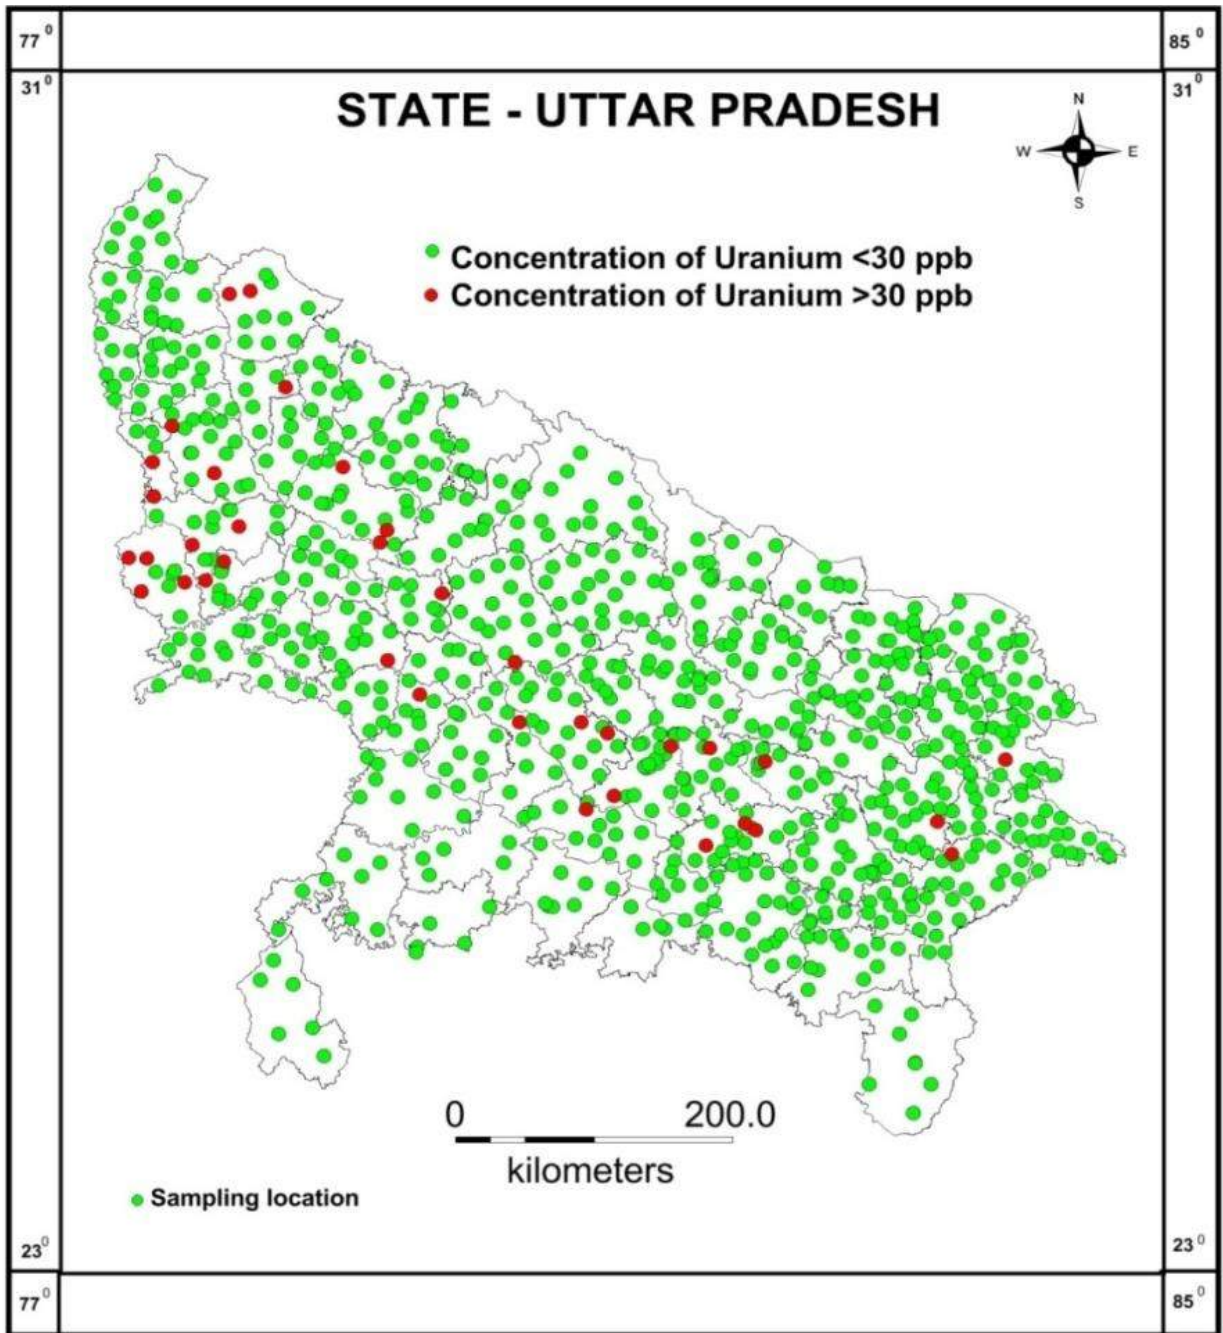 77⁰
85⁰
31⁰
31⁰
STATE - UTTAR PRADESH
N
W
E
S
Concentration of Uranium <30 ppb
Concentration of Uranium >30 ppb
0
200.0
kilometers
Sampling location
23⁰
23⁰
77⁰
85⁰